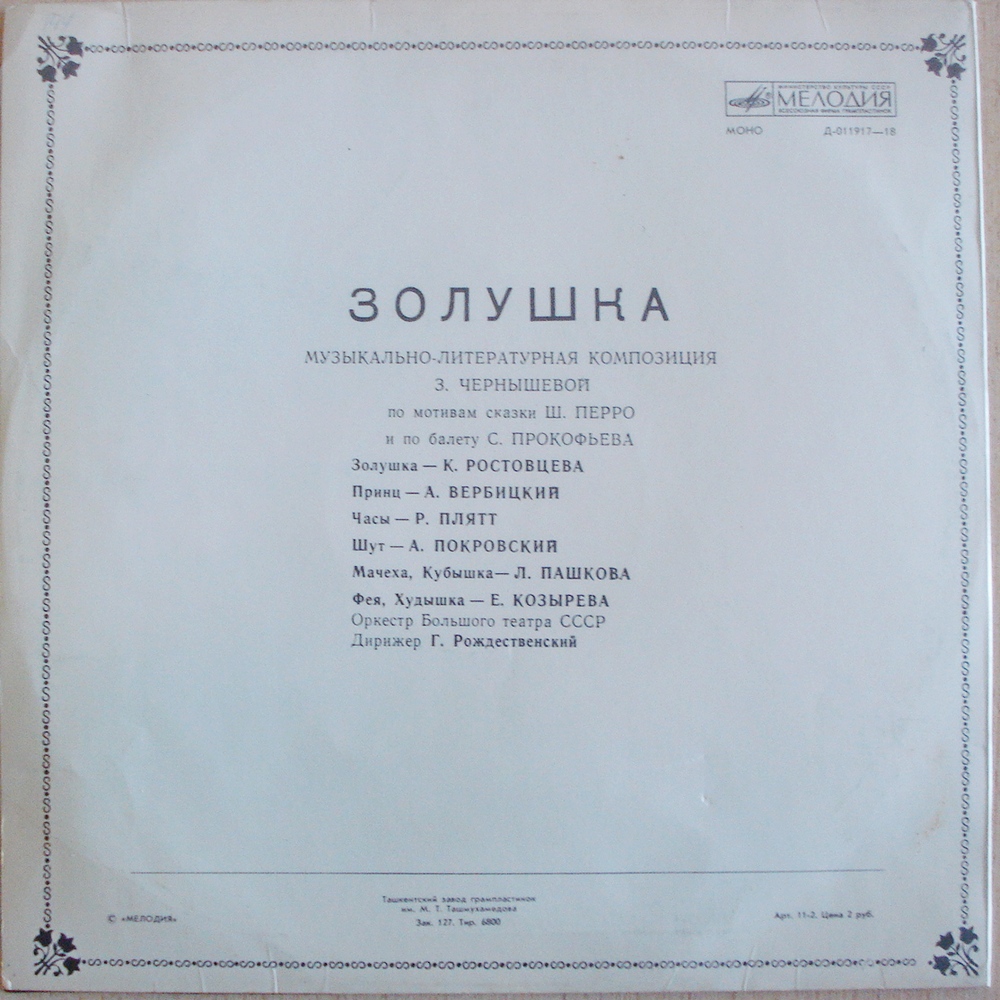 МИНИСТЕРСТВО КУЛЬТУРЫ СССР
МЕЛОДИЯ
ВСЕСОЮЗНАЯ ФИРМА ГРАМПЛАСТИНОК
МОНО Д-011917—18
ЗОЛУШКА
МУЗЫКАЛЬНО-ЛИТЕРАТУРНАЯ КОМПОЗИЦИЯ
З. ЧЕРНЫШЕВОЙ
по мотивам сказки Ш. ПЕРРО
и по балету С. ПРОКОФЬЕВА
Золушка — К. РОСТОВЦЕВА
Принц — А. ВЕРБИЦКИЙ
Часы — Р. ПЛЯТТ
Шут — А. ПОКРОВСКИЙ
Мачеха, Кубышка — Л. ПАШКОВА
Фея, Худышка — Е. КОЗЫРЕВА
Оркестр Большого театра СССР
Дирижер Г. Рождественский
Ташкентский завод грампластинок
им. М. Т. Ташмухамедова
Зак. 127. Тир. 6800
© «МЕЛОДИЯ»
Арт. 11-2. Цена 2 руб.